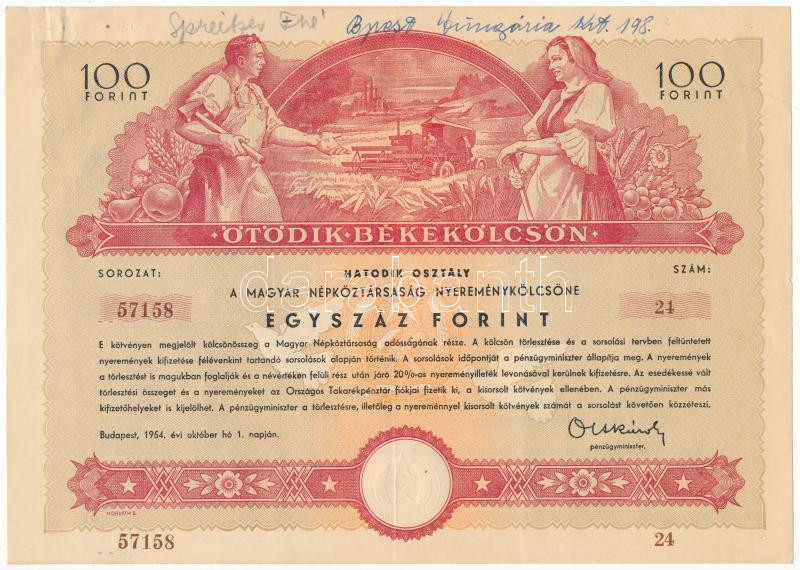 Spreitzer Bpest Hungária krt. 198.
100 100
FORINT FORINT
ÖTÖDIK·BÉKEKÖLCSÖN
SOROZAT: HATODIK OSZTÁLY SZÁM:
A MAGYAR NÉPKÖZTÁRSASÁG NYEREMÉNYKÖLCSÖNE
57158 24
EGYSZÁZ FORINT
E kötvényen megjelölt kölcsönösszeg a Magyar Népköztársaság adósságának része. A kölcsön törlesztése és a sorsolási tervben feltüntetett
nyeremények kifizetése félévenkint tartandó sorsolások alapján történik. A sorsolások időpontját a pénzügyminiszter állapítja meg. A nyeremények
a törlesztést is magukban foglalják és a névértéken felüli rész után járó 20%-os nyereményilleték levonásával kerülnek kifizetésre. Az esedékessé vált
törlesztési összeget és a nyereményeket az Országos Takarékpénztár fiókjai fizetik ki, a kisorsolt kötvények ellenében. A pénzügyminiszter más
kifizetőhelyeket is kijelölhet. A pénzügyminiszter a törlesztésre, illetőleg a nyereménnyel kisorsolt kötvények számát a sorsolást követően közzéteszi.
Budapest, 1954. évi október hó 1. napján.
pénzügyminiszter.
HORVÁTH E.
57158 24
darabanth